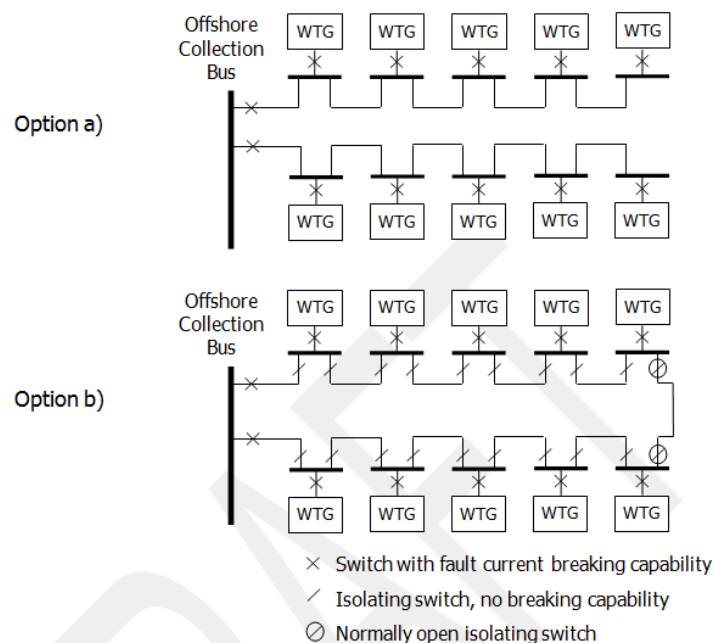 Offshore
Collection
Bus
WTG WTG WTG WTG WTG
Option a)
WTG WTG WTG WTG WTG
Offshore
Collection
Bus
WTG WTG WTG WTG WTG
Option b)
WTG WTG WTG WTG WTG
Switch with fault current breaking capability
Isolating switch, no breaking capability
Normally open isolating switch
DRAFT